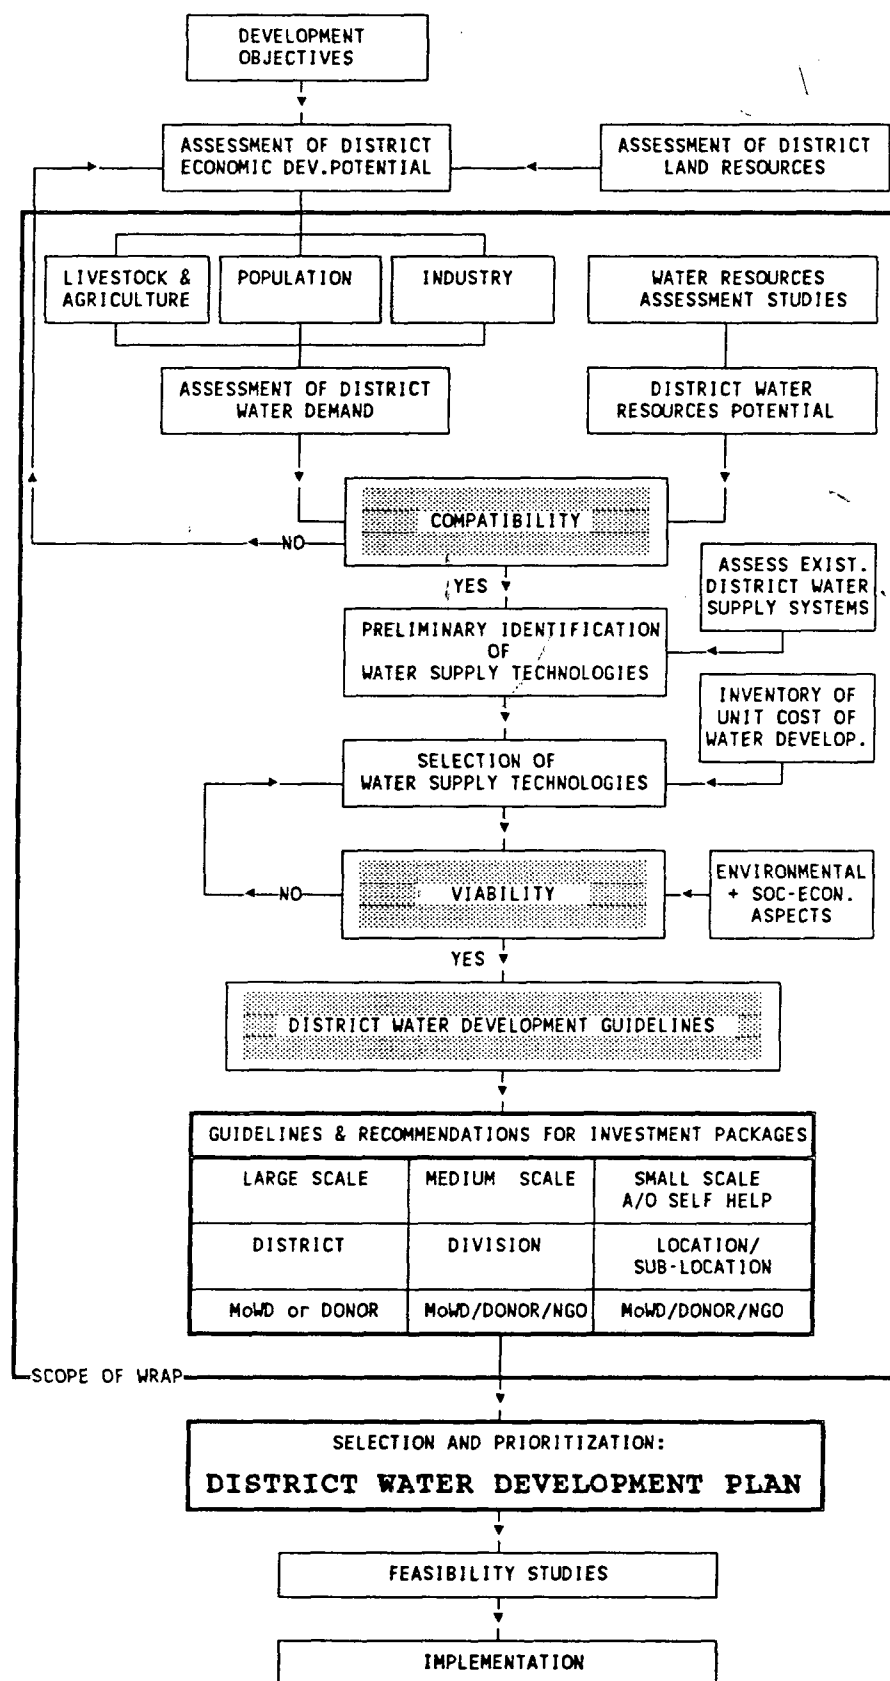 DEVELOPMENT
OBJECTIVES
ASSESSMENT OF DISTRICT
ECONOMIC DEV.POTENTIAL
ASSESSMENT OF DISTRICT
LAND RESOURCES
LIVESTOCK &
AGRICULTURE
POPULATION
INDUSTRY
WATER RESOURCES
ASSESSMENT STUDIES
ASSESSMENT OF DISTRICT
WATER DEMAND
DISTRICT WATER
RESOURCES POTENTIAL
COMPATIBILITY
NO
YES
ASSESS EXIST.
DISTRICT WATER
SUPPLY SYSTEMS
PRELIMINARY IDENTIFICATION
OF
WATER SUPPLY TECHNOLOGIES
INVENTORY OF
UNIT COST OF
WATER DEVELOP.
SELECTION OF
WATER SUPPLY TECHNOLOGIES
NO
VIABILITY
ENVIRONMENTAL
+ SOC-ECON.
ASPECTS
YES
DISTRICT WATER DEVELOPMENT GUIDELINES
GUIDELINES & RECOMMENDATIONS FOR INVESTMENT PACKAGES
LARGE SCALE
MEDIUM SCALE
SMALL SCALE
A/O SELF HELP
DISTRICT
DIVISION
LOCATION/
SUB-LOCATION
MoWD or DONOR
MoWD/DONOR/NGO
MoWD/DONOR/NGO
SCOPE OF WRAP
SELECTION AND PRIORITIZATION:
DISTRICT WATER DEVELOPMENT PLAN
FEASIBILITY STUDIES
IMPLEMENTATION